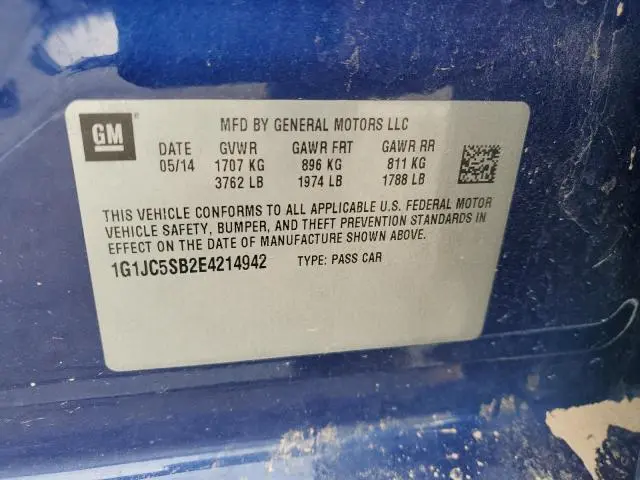 GM ®
MFD BY GENERAL MOTORS LLC
DATE GVWR GAWR FRT GAWR RR
05/14 1707 KG 896 KG 811 KG
3762 LB 1974 LB 1788 LB
THIS VEHICLE CONFORMS TO ALL APPLICABLE U.S. FEDERAL MOTOR
VEHICLE SAFETY, BUMPER, AND THEFT PREVENTION STANDARDS IN
EFFECT ON THE DATE OF MANUFACTURE SHOWN ABOVE.
1G1JC5SB2E4214942 TYPE: PASS CAR